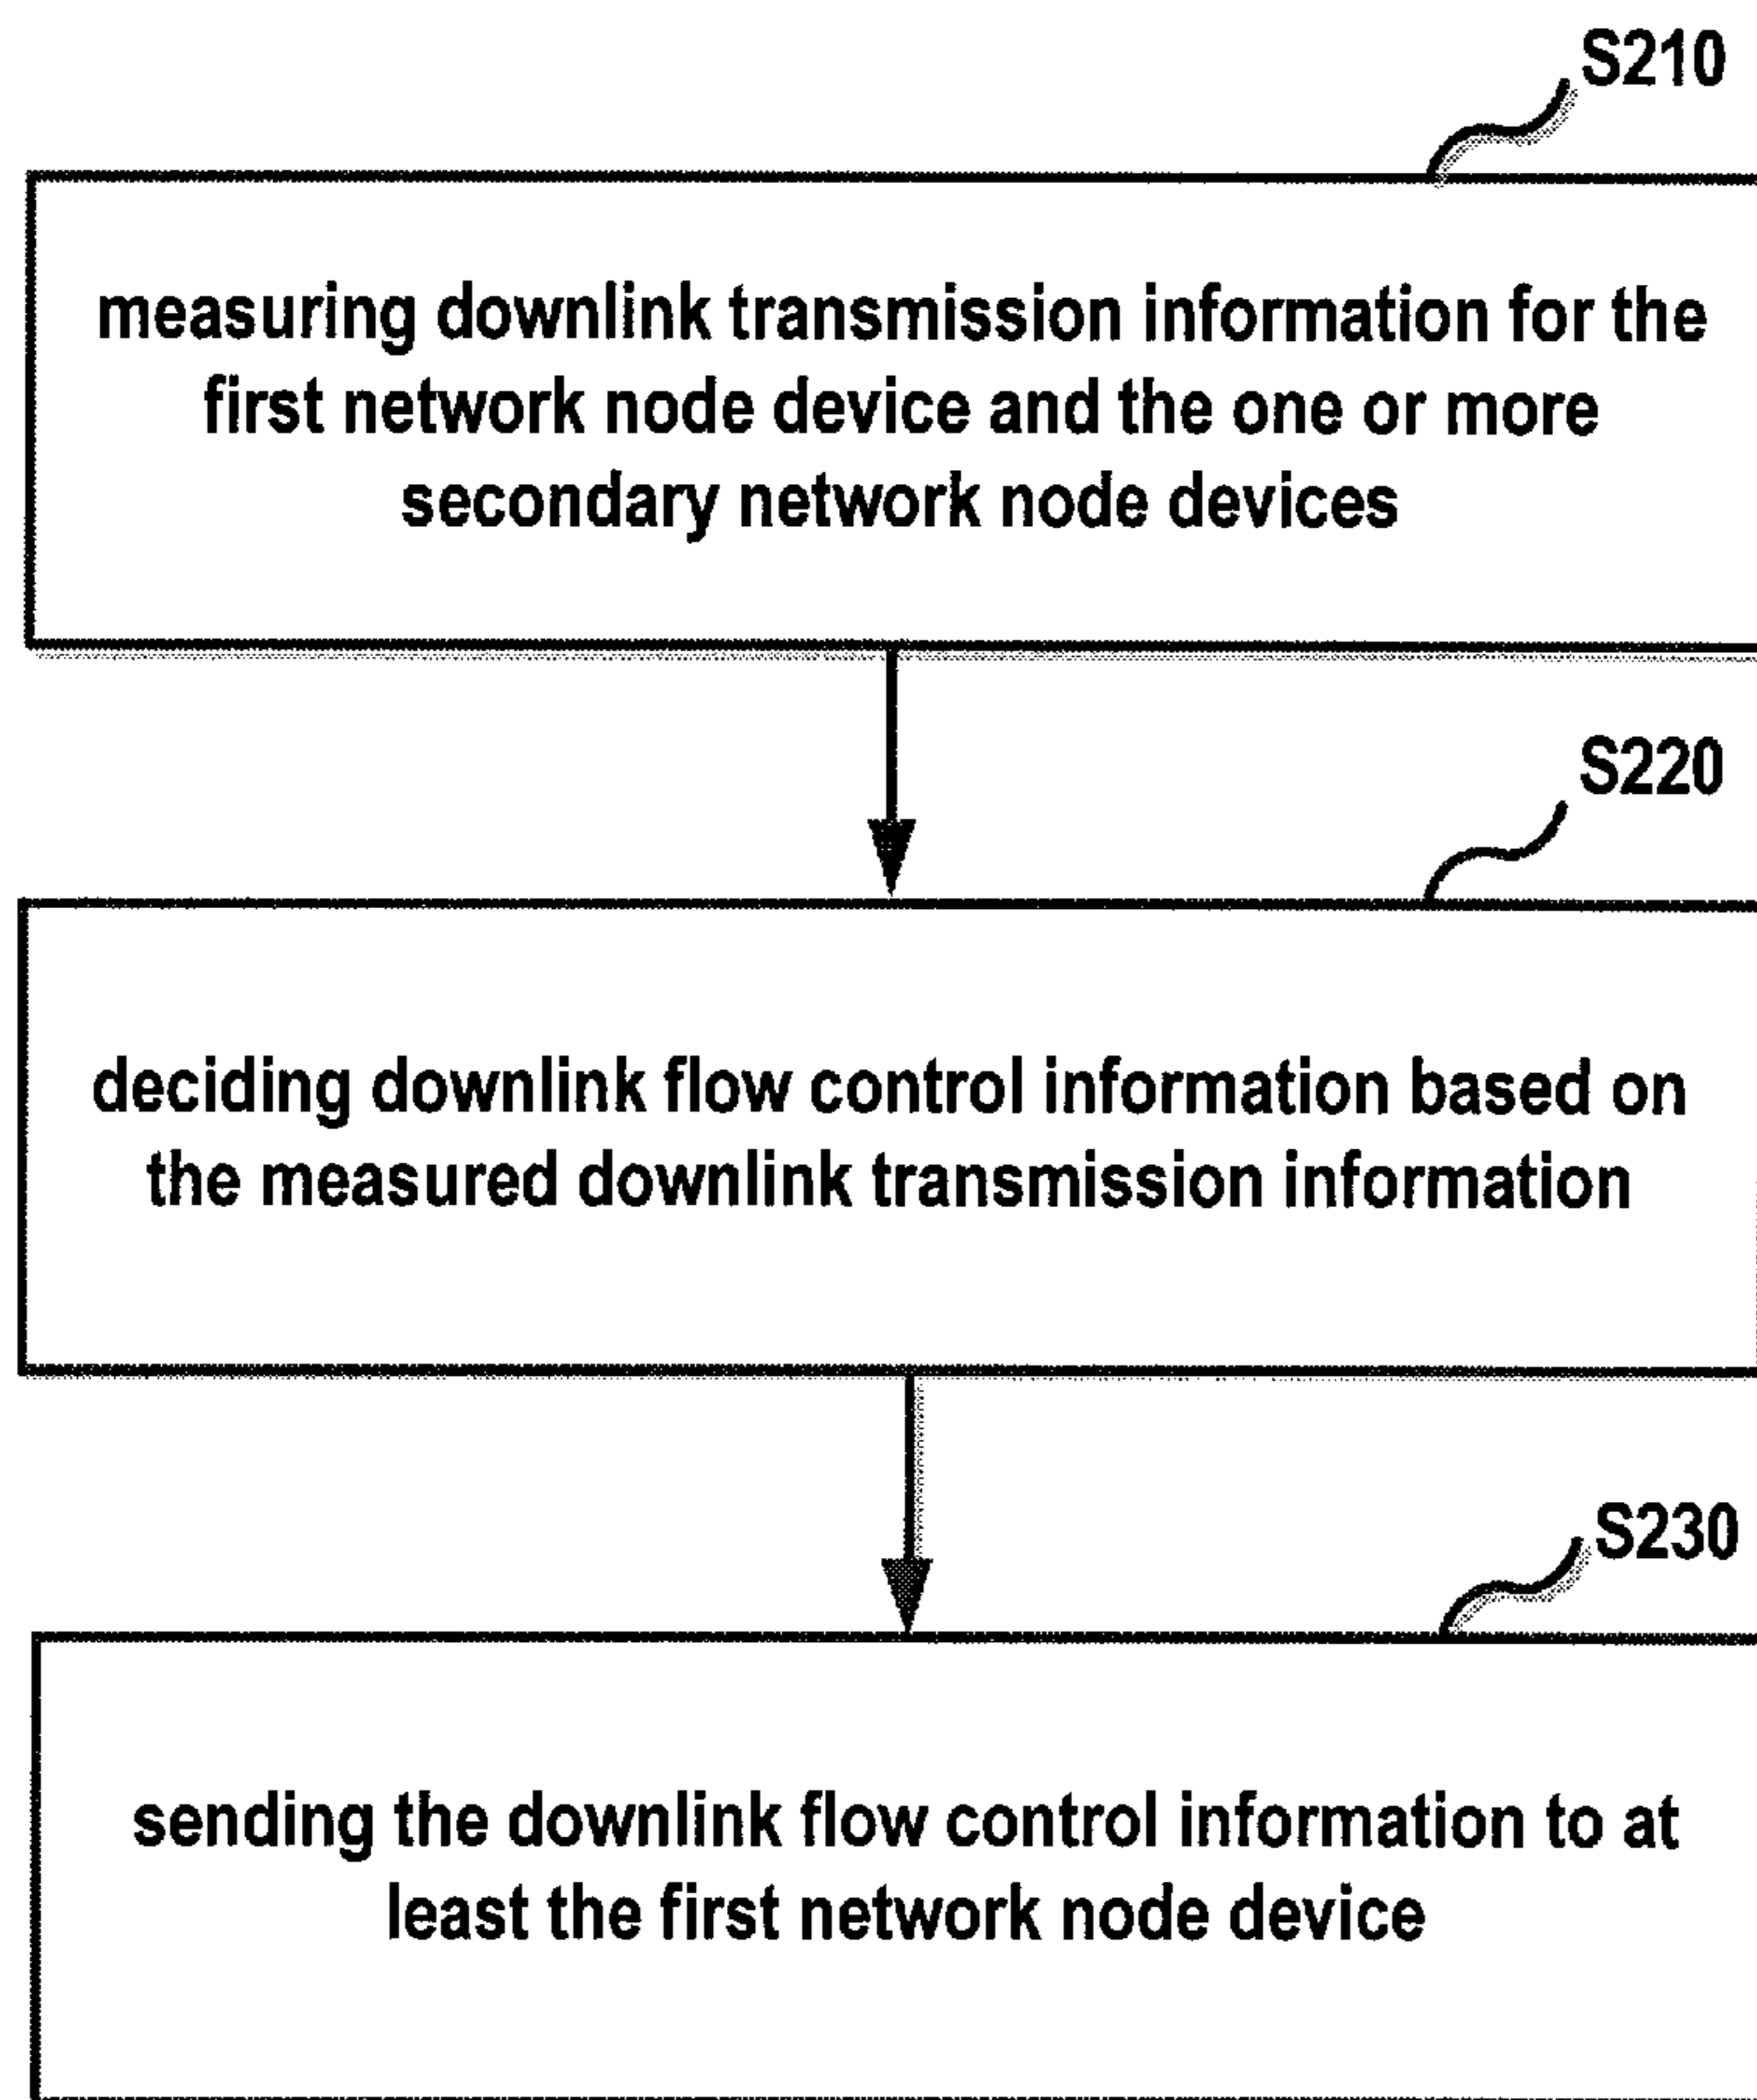 S210
measuring downlink transmission information for the
first network node device and the one or more
secondary network node devices
S220
deciding downlink flow control information based on
the measured downlink transmission information
S230
sending the downlink flow control information to at
least the first network node device